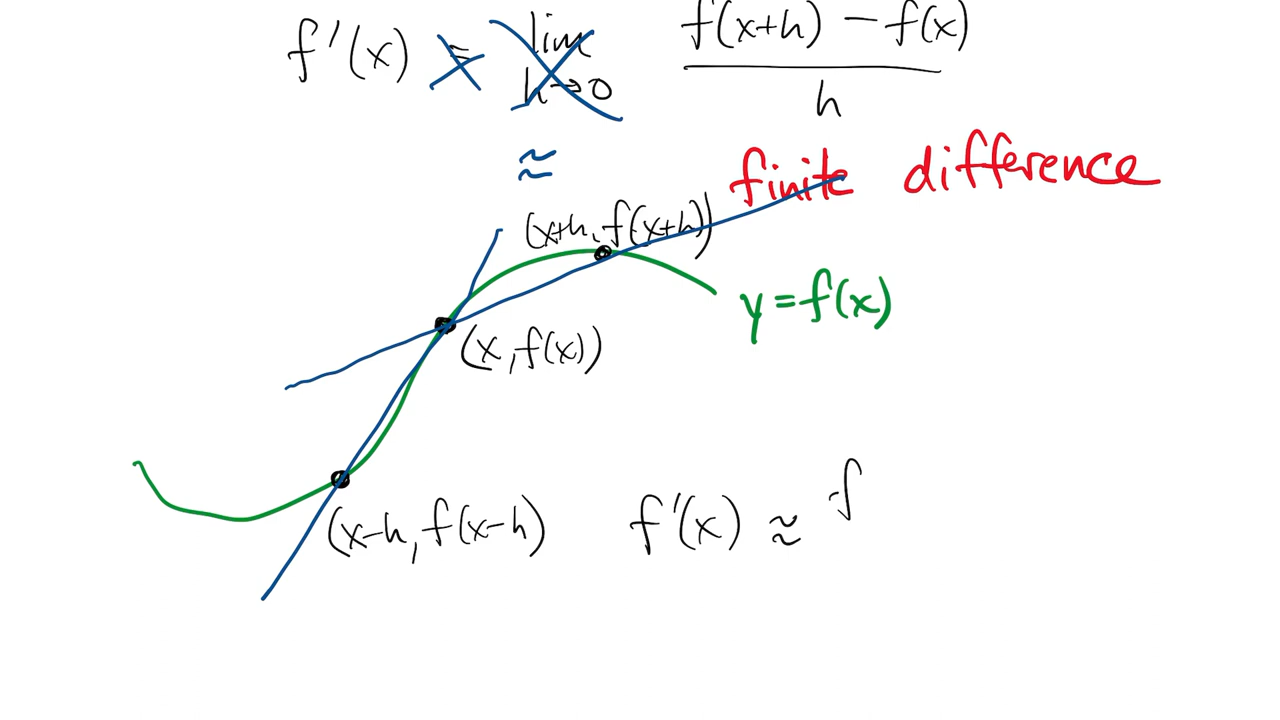 f'(x) = lim h→0 f(x+h) − f(x) / h
≈
finite difference
(x+h, f(x+h))
y = f(x)
(x, f(x))
(x−h, f(x−h)
f'(x) ≈ f